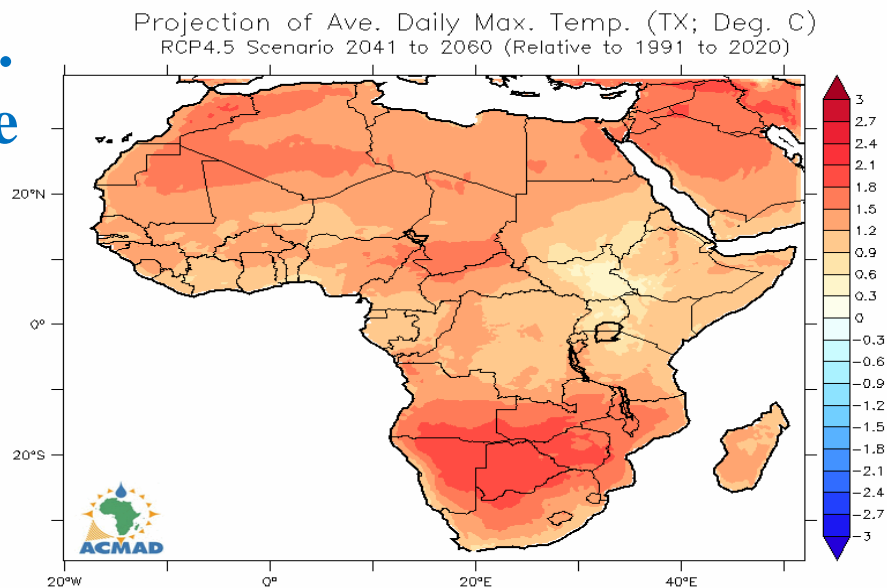 Projection of Ave. Daily Max. Temp. (TX; Deg. C)
RCP4.5 Scenario 2041 to 2060 (Relative to 1991 to 2020)
.
e
20°N
0°
20°S
20°W
0°
20°E
40°E
3
2.7
2.4
2.1
1.8
1.5
1.2
0.9
0.6
0.3
0
-0.3
-0.6
-0.9
-1.2
-1.5
-1.8
-2.1
-2.4
-2.7
-3
ACMAD